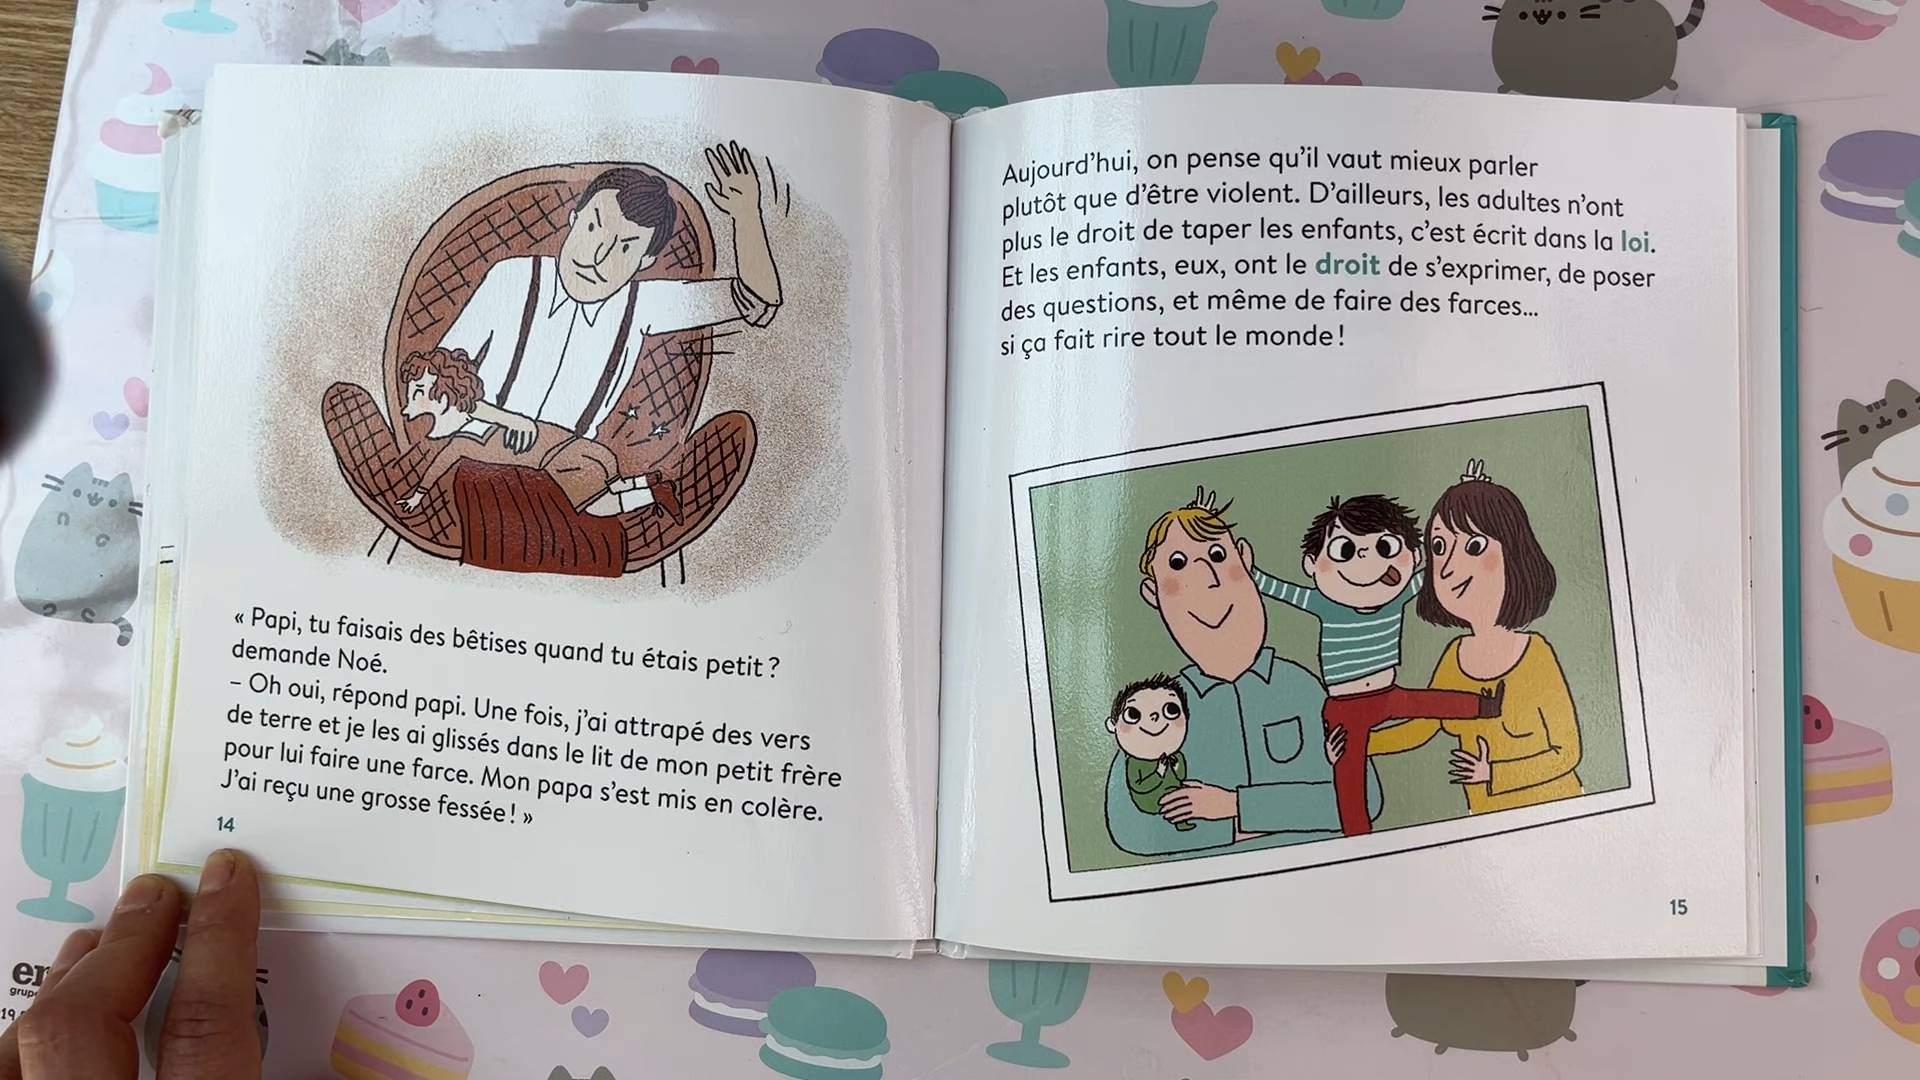 « Papi, tu faisais des bêtises quand tu étais petit ?
demande Noé.
– Oh oui, répond papi. Une fois, j'ai attrapé des vers
de terre et je les ai glissés dans le lit de mon petit frère
pour lui faire une farce. Mon papa s'est mis en colère.
J'ai reçu une grosse fessée ! »
14
Aujourd'hui, on pense qu'il vaut mieux parler
plutôt que d'être violent. D'ailleurs, les adultes n'ont
plus le droit de taper les enfants, c'est écrit dans la loi.
Et les enfants, eux, ont le droit de s'exprimer, de poser
des questions, et même de faire des farces...
si ça fait rire tout le monde !
15